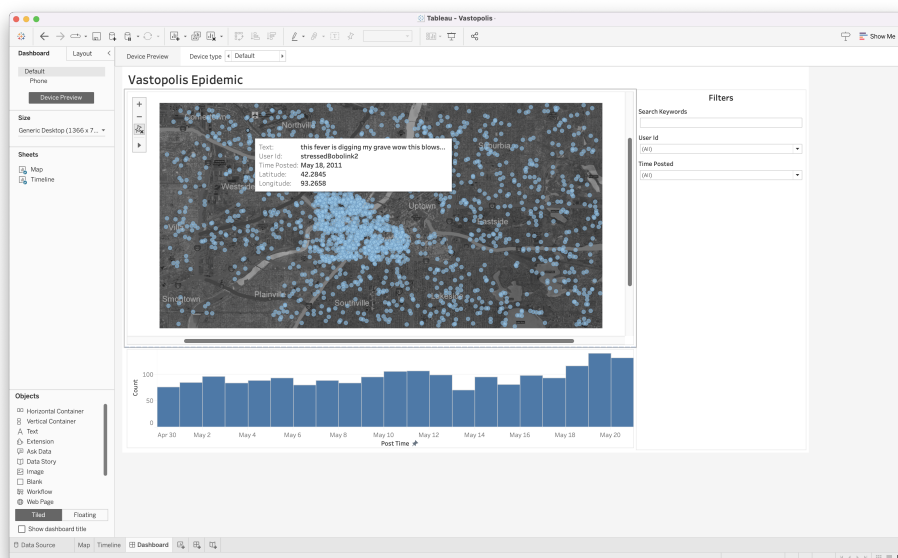 Tableau - Vastopolis
Show Me
Dashboard
Layout
Device Preview
Device type
Default
Default
Phone
Device Preview
Size
Generic Desktop (1366 x 7...
Sheets
Map
Timeline
Vastopolis Epidemic
Northville
Suburbia
Text: this fever is digging my grave wow this blows...
User Id: stressedBobolink2
Time Posted: May 18, 2011
Latitude: 42.2845
Longitude: 93.2658
Uptown
Eastside
Plainville
Smogtown
Southville
Lakeside
Filters
Search Keywords
User Id
(All)
Time Posted
(All)
Count
100
50
0
Apr 30 May 2 May 4 May 6 May 8 May 10 May 12 May 14 May 16 May 18 May 20
Post Time
Objects
Horizontal Container
Vertical Container
Text
Extension
Ask Data
Data Story
Image
Blank
Workflow
Web Page
Tiled
Floating
Show dashboard title
Data Source
Map
Timeline
Dashboard